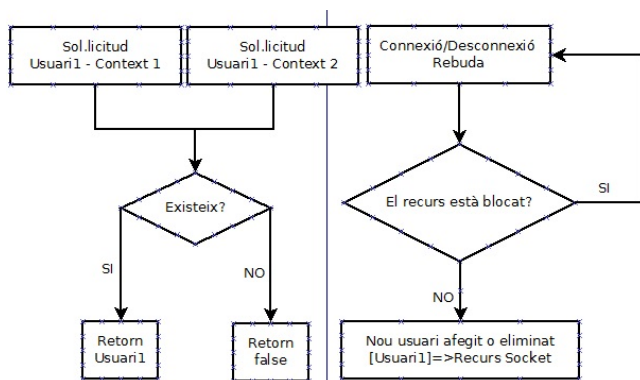 Sol.licitud
Usuari1 - Context 1
Sol.licitud
Usuari1 - Context 2
Connexió/Desconnexió
Rebuda
Existeix?
El recurs està blocat?
SI
SI
NO
NO
Retorn
Usuari1
Retorn
false
Nou usuari afegit o eliminat
[Usuari1]=>Recurs Socket